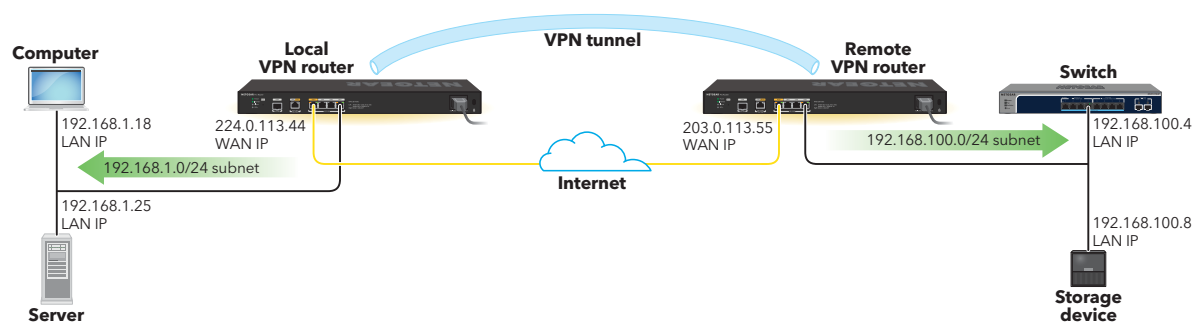 VPN tunnel
Computer
Local
VPN router
Remote
VPN router
Switch
NETGEAR
NETGEAR
192.168.1.18
LAN IP
224.0.113.44
WAN IP
203.0.113.55
WAN IP
192.168.100.0/24 subnet
192.168.100.4
LAN IP
192.168.1.0/24 subnet
Internet
192.168.1.25
LAN IP
192.168.100.8
LAN IP
Server
Storage
device